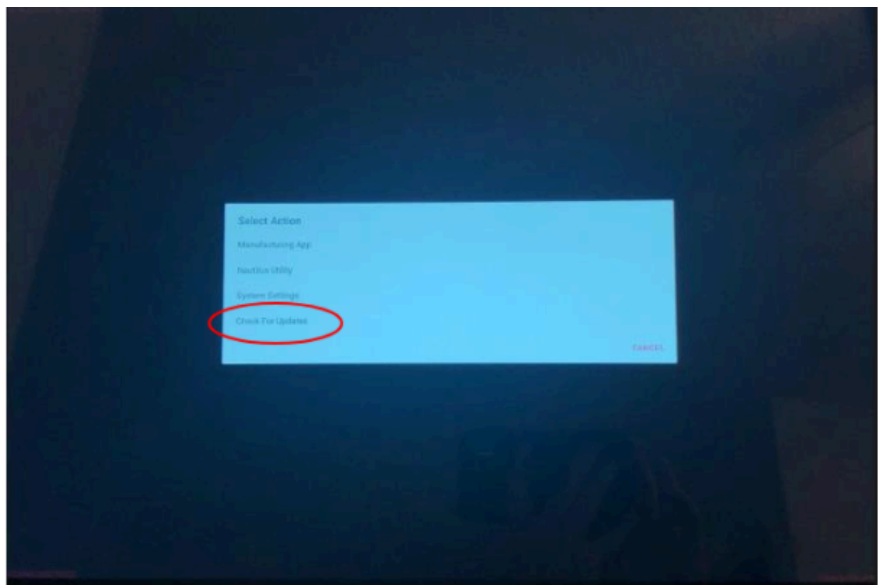 Select Action
Manufacturing App
Nautilus Utility
System Settings
Check For Updates
CANCEL